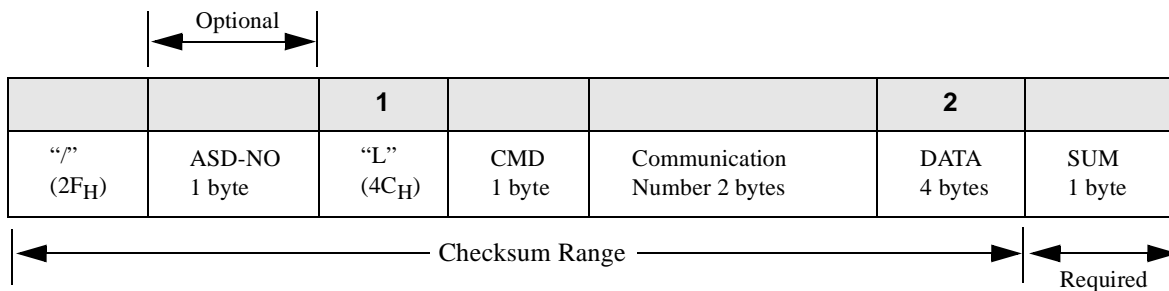 Optional
1
2
“/”
(2FH)
ASD-NO
1 byte
“L”
(4CH)
CMD
1 byte
Communication
Number 2 bytes
DATA
4 bytes
SUM
1 byte
Checksum Range
Required